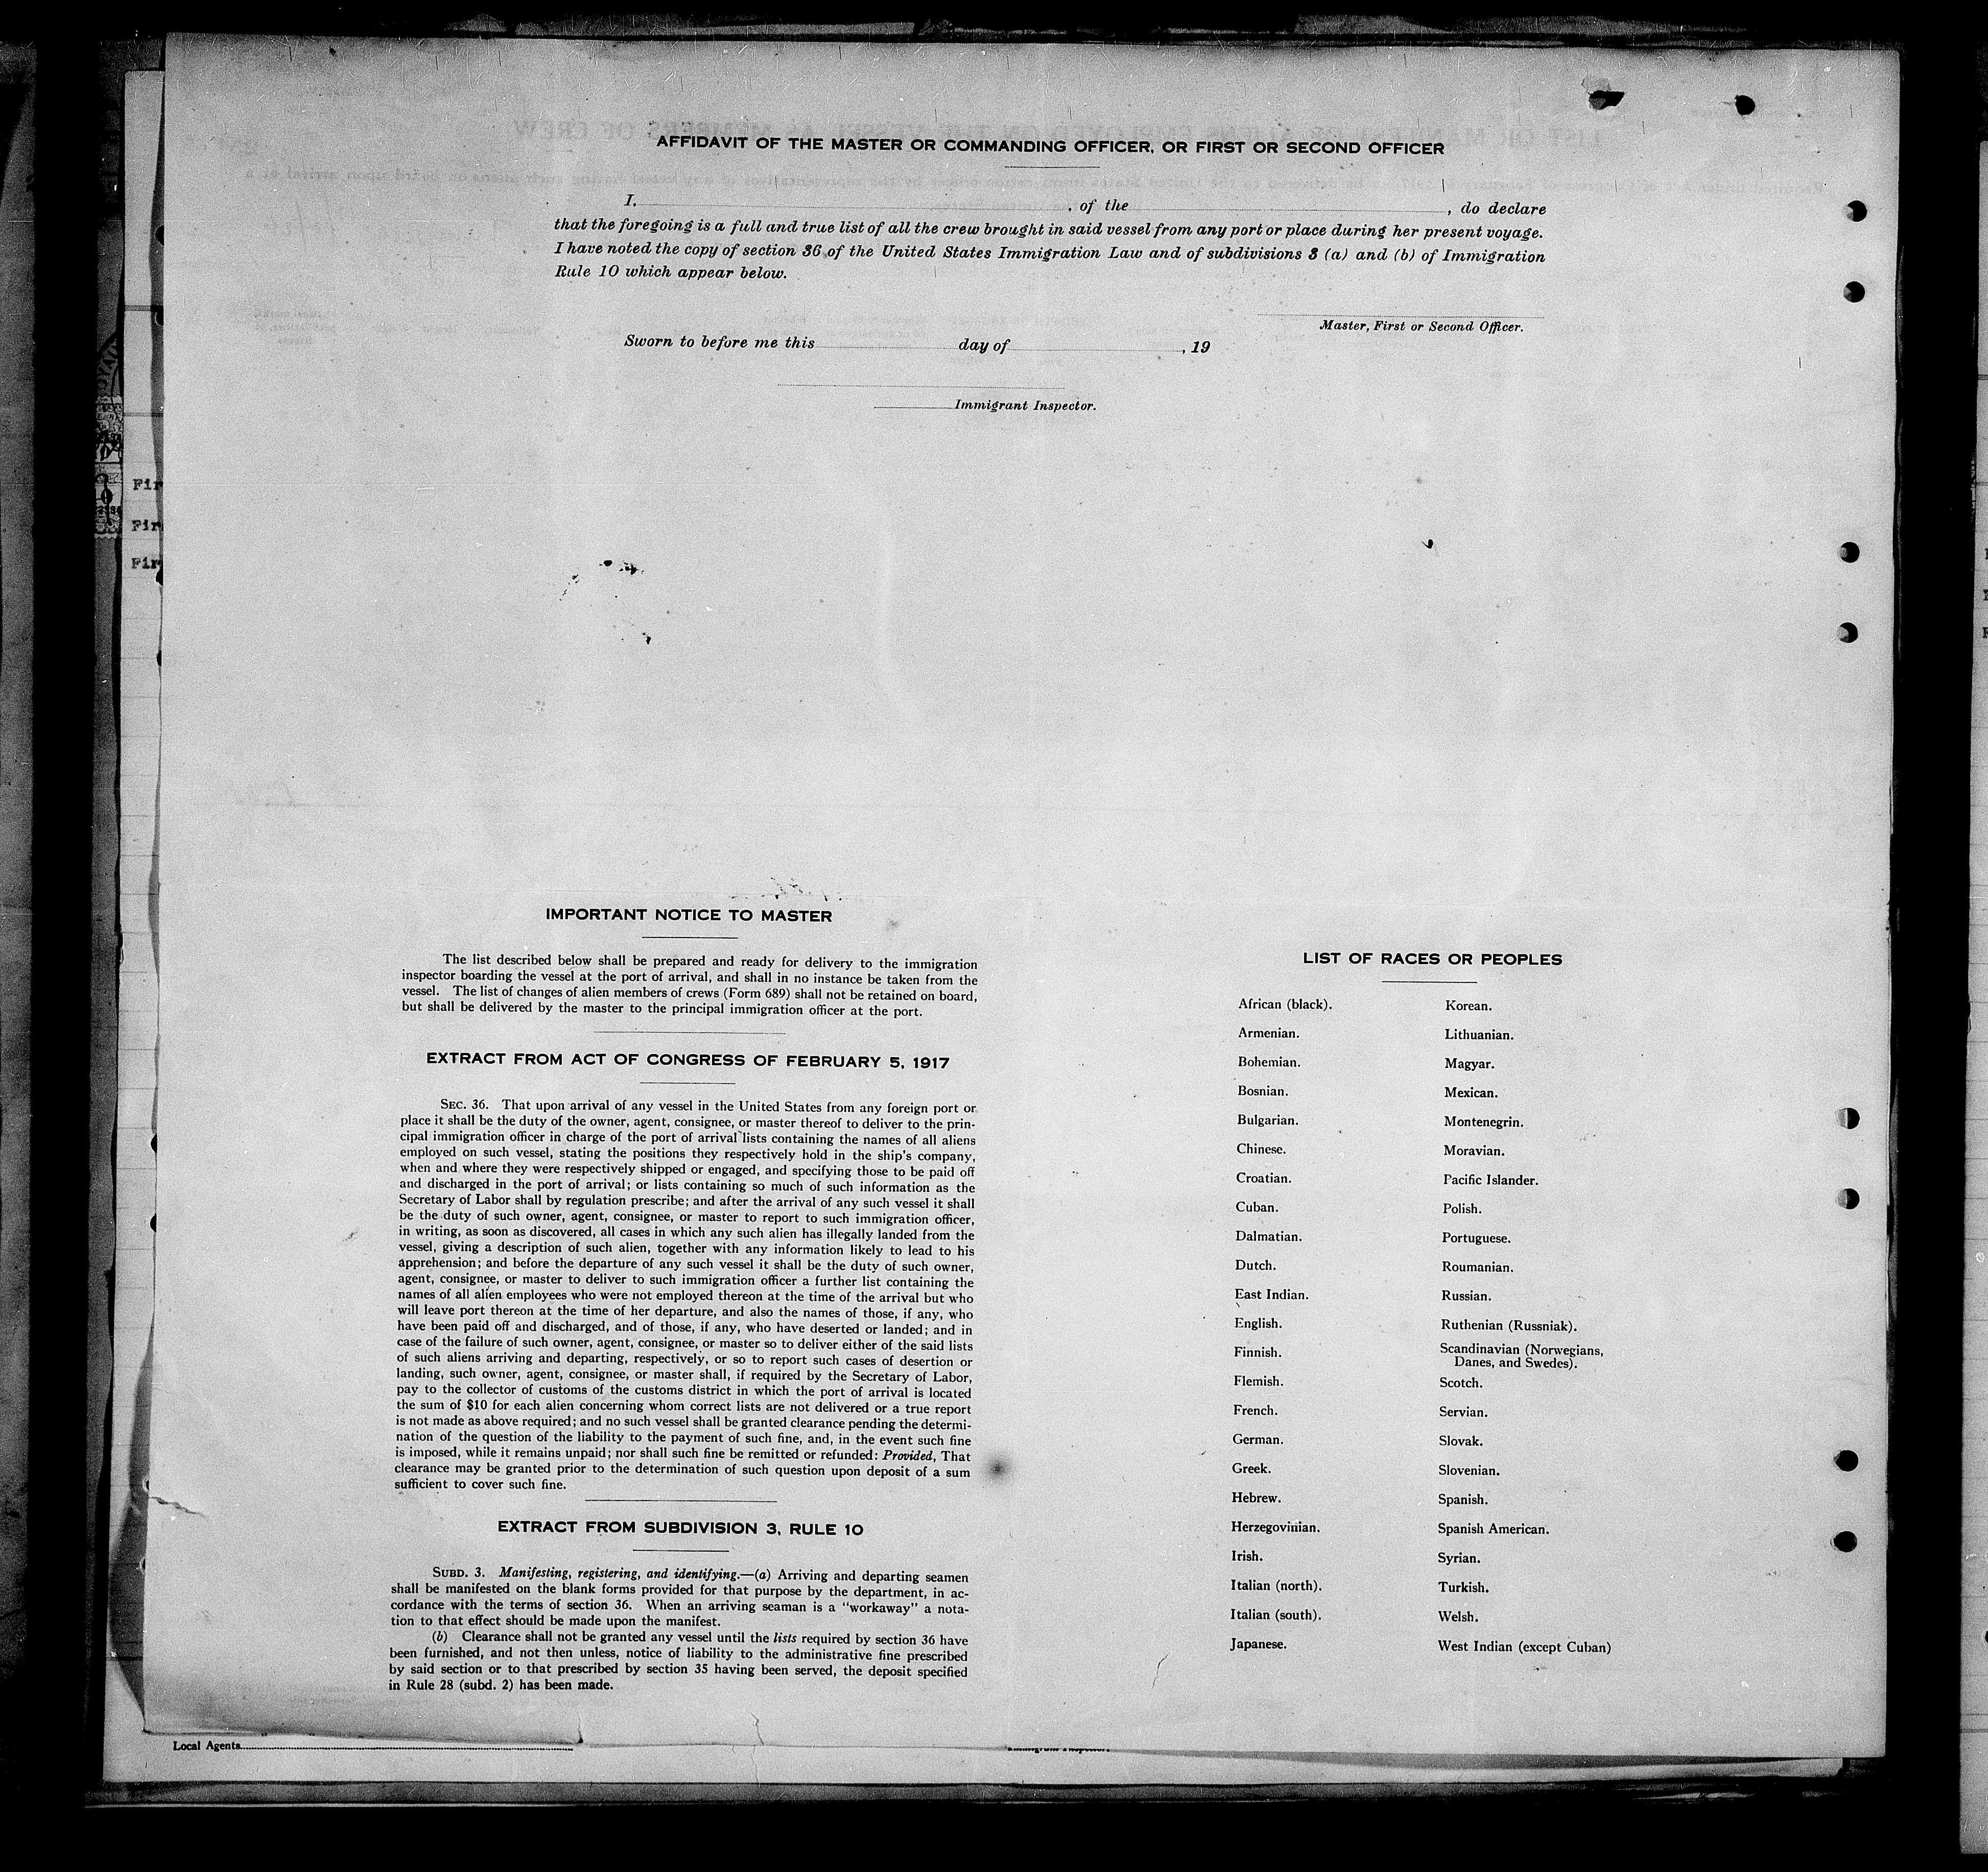 AFFIDAVIT OF THE MASTER OR COMMANDING OFFICER, OR FIRST OR SECOND OFFICER
I, , of the , do declare
that the foregoing is a full and true list of all the crew brought in said vessel from any port or place during her present voyage.
I have noted the copy of section 36 of the United States Immigration Law and of subdivisions 3 (a) and (b) of Immigration
Rule 10 which appear below.
Master, First or Second Officer.
Sworn to before me this day of , 19
Immigrant Inspector.
Fir
Fir
Fir
IMPORTANT NOTICE TO MASTER
The list described below shall be prepared and ready for delivery to the immigration
inspector boarding the vessel at the port of arrival, and shall in no instance be taken from the
vessel. The list of changes of alien members of crews (Form 689) shall not be retained on board,
but shall be delivered by the master to the principal immigration officer at the port.
EXTRACT FROM ACT OF CONGRESS OF FEBRUARY 5, 1917
SEC. 36. That upon arrival of any vessel in the United States from any foreign port or
place it shall be the duty of the owner, agent, consignee, or master thereof to deliver to the prin-
cipal immigration officer in charge of the port of arrival lists containing the names of all aliens
employed on such vessel, stating the positions they respectively hold in the ship's company,
when and where they were respectively shipped or engaged, and specifying those to be paid off
and discharged in the port of arrival; or lists containing so much of such information as the
Secretary of Labor shall by regulation prescribe; and after the arrival of any such vessel it shall
be the duty of such owner, agent, consignee, or master to report to such immigration officer,
in writing, as soon as discovered, all cases in which any such alien has illegally landed from the
vessel, giving a description of such alien, together with any information likely to lead to his
apprehension; and before the departure of any such vessel it shall be the duty of such owner,
agent, consignee, or master to deliver to such immigration officer a further list containing the
names of all alien employees who were not employed thereon at the time of the arrival but who
will leave port thereon at the time of her departure, and also the names of those, if any, who
have been paid off and discharged, and of those, if any, who have deserted or landed; and in
case of the failure of such owner, agent, consignee, or master so to deliver either of the said lists
of such aliens arriving and departing, respectively, or so to report such cases of desertion or
landing, such owner, agent, consignee, or master shall, if required by the Secretary of Labor,
pay to the collector of customs of the customs district in which the port of arrival is located
the sum of $10 for each alien concerning whom correct lists are not delivered or a true report
is not made as above required; and no such vessel shall be granted clearance pending the determi-
nation of the question of the liability to the payment of such fine, and, in the event such fine
is imposed, while it remains unpaid; nor shall such fine be remitted or refunded: Provided, That
clearance may be granted prior to the determination of such question upon deposit of a sum
sufficient to cover such fine.
EXTRACT FROM SUBDIVISION 3, RULE 10
SUBD. 3. Manifesting, registering, and identifying.—(a) Arriving and departing seamen
shall be manifested on the blank forms provided for that purpose by the department, in ac-
cordance with the terms of section 36. When an arriving seaman is a "workaway" a nota-
tion to that effect should be made upon the manifest.
(b) Clearance shall not be granted any vessel until the lists required by section 36 have
been furnished, and not then unless, notice of liability to the administrative fine prescribed
by said section or to that prescribed by section 35 having been served, the deposit specified
in Rule 28 (subd. 2) has been made.
LIST OF RACES OR PEOPLES
African (black).
Armenian.
Bohemian.
Bosnian.
Bulgarian.
Chinese.
Croatian.
Cuban.
Dalmatian.
Dutch.
East Indian.
English.
Finnish.
Flemish.
French.
German.
Greek.
Hebrew.
Herzegovinian.
Irish.
Italian (north).
Italian (south).
Japanese.
Korean.
Lithuanian.
Magyar.
Mexican.
Montenegrin.
Moravian.
Pacific Islander.
Polish.
Portuguese.
Roumanian.
Russian.
Ruthenian (Russniak).
Scandinavian (Norwegians,
Danes, and Swedes).
Scotch.
Servian.
Slovak.
Slovenian.
Spanish.
Spanish American.
Syrian.
Turkish.
Welsh.
West Indian (except Cuban)
Local Agents